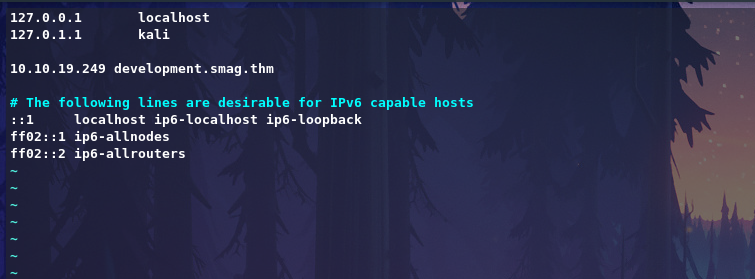 127.0.0.1       localhost
127.0.1.1       kali
10.10.19.249 development.smag.thm
# The following lines are desirable for IPv6 capable hosts
::1     localhost ip6-localhost ip6-loopback
ff02::1 ip6-allnodes
ff02::2 ip6-allrouters
~
~
~
~
~
~
~